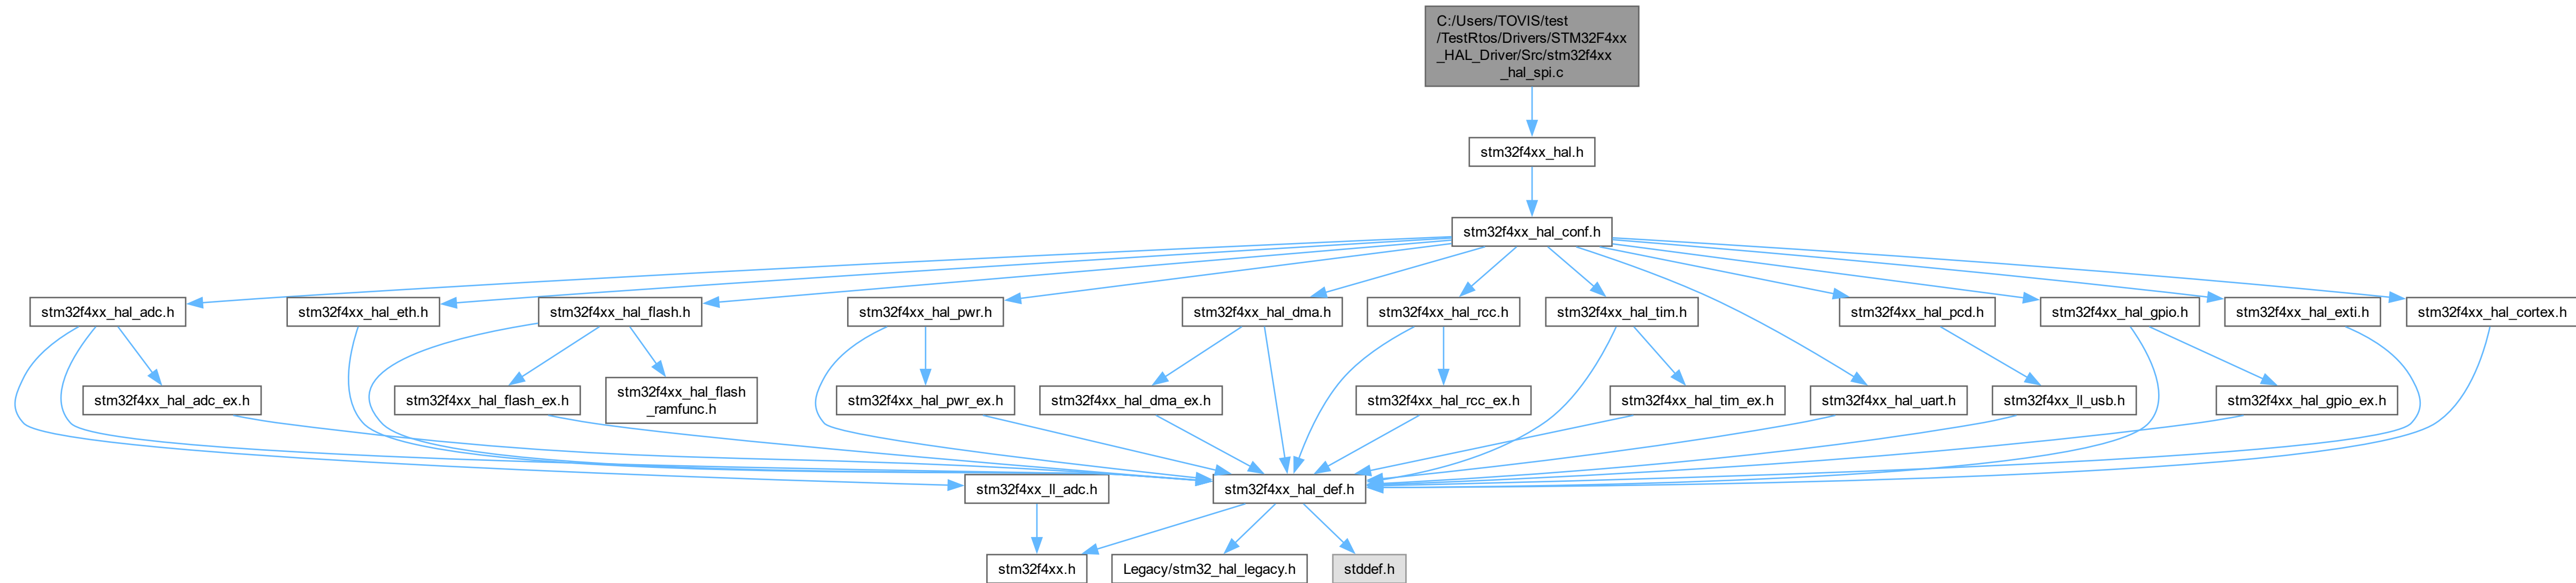 C:/Users/TOVIS/test
/TestRtos/Drivers/STM32F4xx
_HAL_Driver/Src/stm32f4xx
_hal_spi.c
stm32f4xx_hal.h
stm32f4xx_hal_conf.h
stm32f4xx_hal_adc.h
stm32f4xx_hal_eth.h
stm32f4xx_hal_flash.h
stm32f4xx_hal_pwr.h
stm32f4xx_hal_dma.h
stm32f4xx_hal_rcc.h
stm32f4xx_hal_tim.h
stm32f4xx_hal_pcd.h
stm32f4xx_hal_gpio.h
stm32f4xx_hal_exti.h
stm32f4xx_hal_cortex.h
stm32f4xx_hal_adc_ex.h
stm32f4xx_hal_flash_ex.h
stm32f4xx_hal_flash
_ramfunc.h
stm32f4xx_hal_pwr_ex.h
stm32f4xx_hal_dma_ex.h
stm32f4xx_hal_rcc_ex.h
stm32f4xx_hal_tim_ex.h
stm32f4xx_hal_uart.h
stm32f4xx_ll_usb.h
stm32f4xx_hal_gpio_ex.h
stm32f4xx_ll_adc.h
stm32f4xx_hal_def.h
stm32f4xx.h
Legacy/stm32_hal_legacy.h
stddef.h